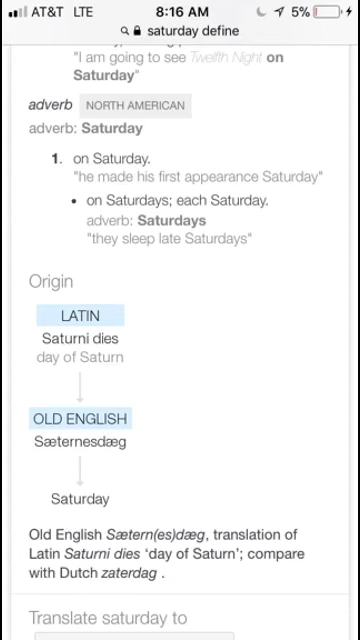 AT&T LTE 8:16 AM 5%
saturday define
"I am going to see Twelfth Night on
Saturday"
adverb NORTH AMERICAN
adverb: Saturday
1. on Saturday.
"he made his first appearance Saturday"
• on Saturdays; each Saturday.
adverb: Saturdays
"they sleep late Saturdays"
Origin
LATIN
Saturni dies
day of Saturn
OLD ENGLISH
Sæternesdæg
Saturday
Old English Sætern(es)dæg, translation of
Latin Saturni dies ‘day of Saturn’; compare
with Dutch zaterdag .
Translate saturday to